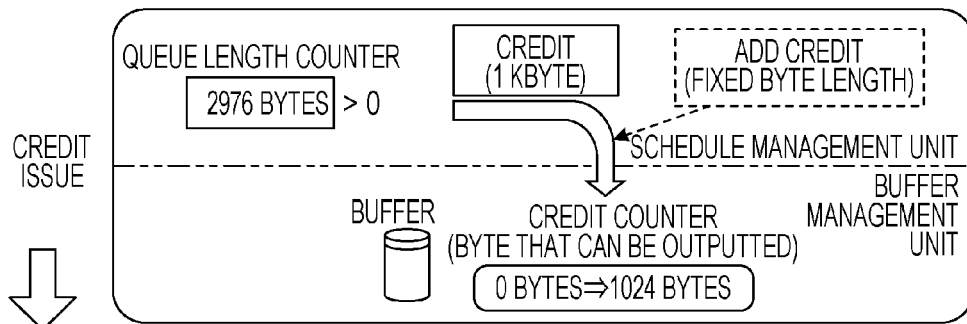 QUEUE LENGTH COUNTER
2976 BYTES > 0
CREDIT
(1 KBYTE)
ADD CREDIT
(FIXED BYTE LENGTH)
SCHEDULE MANAGEMENT UNIT
CREDIT
ISSUE
BUFFER
MANAGEMENT
UNIT
BUFFER
CREDIT COUNTER
(BYTE THAT CAN BE OUTPUTTED)
0 BYTES⇒1024 BYTES